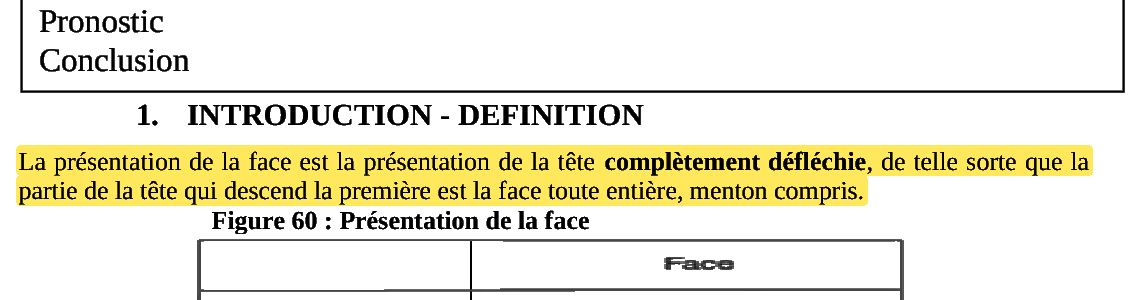 Pronostic
Conclusion
1. INTRODUCTION - DEFINITION
La présentation de la face est la présentation de la tête complètement défléchie, de telle sorte que la
partie de la tête qui descend la première est la face toute entière, menton compris.
Figure 60 : Présentation de la face
Face